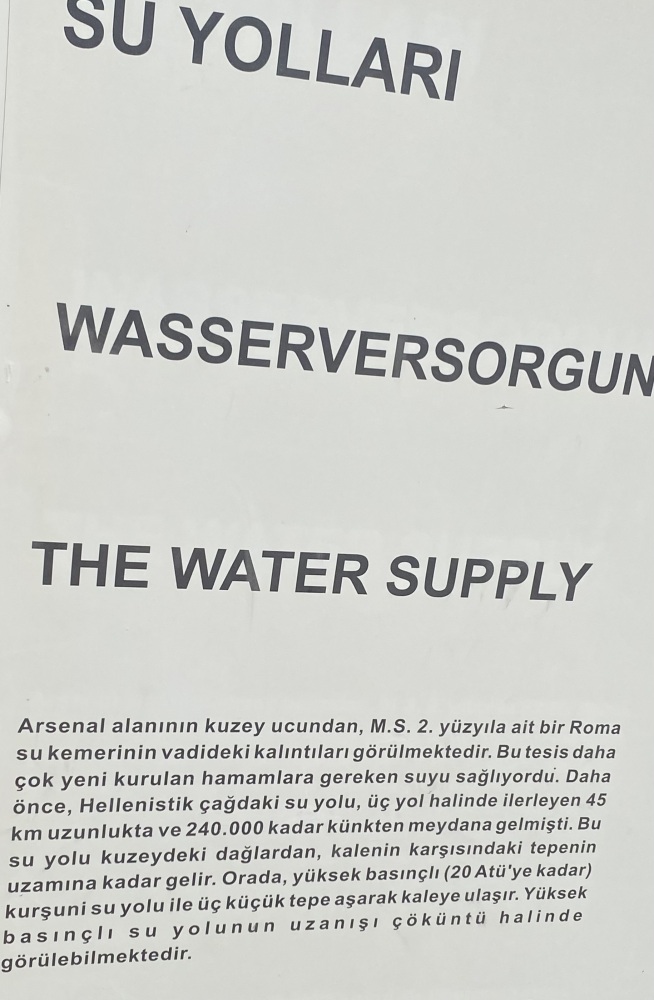 SU YOLLARI
WASSERVERSORGUN
THE WATER SUPPLY
Arsenal alanının kuzey ucundan, M.S. 2. yüzyıla ait bir Roma
su kemerinin vadideki kalıntıları görülmektedir. Bu tesis daha
çok yeni kurulan hamamlara gereken suyu sağlıyordu. Daha
önce, Hellenistik çağdaki su yolu, üç yol halinde ilerleyen 45
km uzunlukta ve 240.000 kadar künkten meydana gelmişti. Bu
su yolu kuzeydeki dağlardan, kalenin karşısındaki tepenin
uzamına kadar gelir. Orada, yüksek basınçlı (20 Atü'ye kadar)
kurşuni su yolu ile üç küçük tepe aşarak kaleye ulaşır. Yüksek
basınçlı su yolunun uzanışı çöküntü halinde
görülebilmektedir.